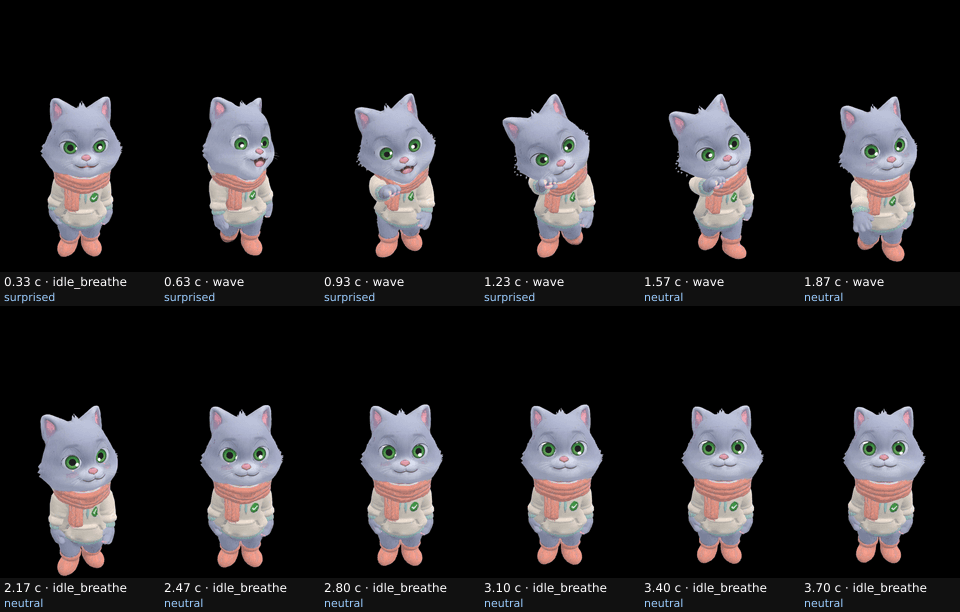 0.33 с · idle_breathe
surprised
0.63 с · wave
surprised
0.93 с · wave
surprised
1.23 с · wave
surprised
1.57 с · wave
neutral
1.87 с · wave
neutral
2.17 с · idle_breathe
neutral
2.47 с · idle_breathe
neutral
2.80 с · idle_breathe
neutral
3.10 с · idle_breathe
neutral
3.40 с · idle_breathe
neutral
3.70 с · idle_breathe
neutral